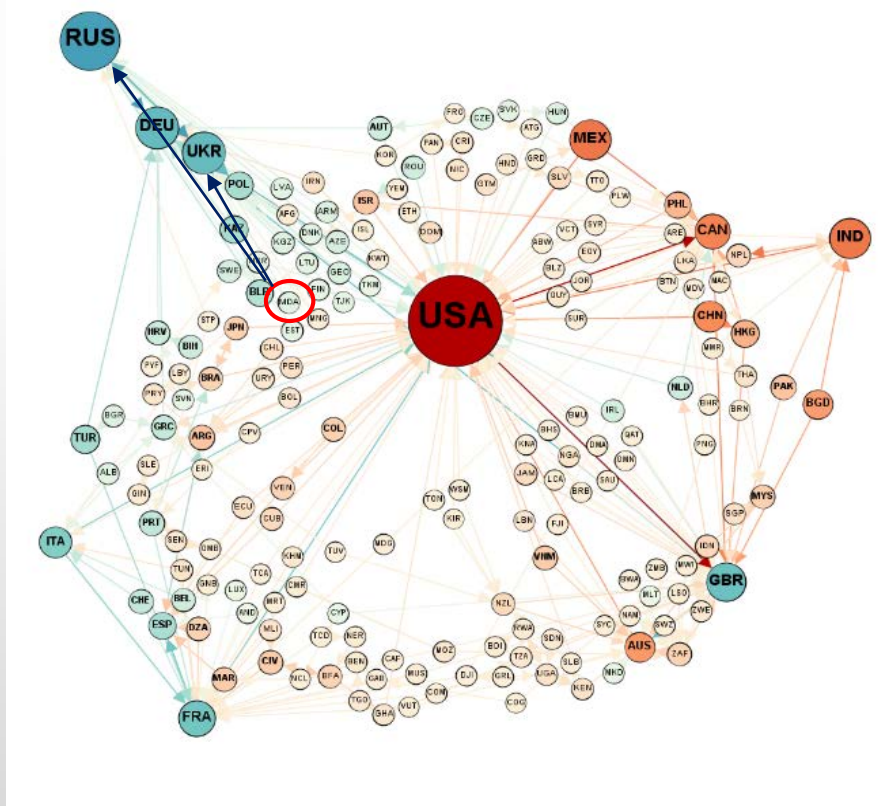 RUS
DEU
UKR
POL
AUT
FRO
CZE
SVK
HUN
ATG
MEX
KOR
PAN
CRI
ROU
NIC
HND
GRD
GTM
SLV
TTO
PLW
LVA
IRN
ISR
YEM
ETH
DOM
AFG
ARM
ISL
KAZ
KGZ
DNK
AZE
KWT
SWE
LTU
GEO
TKM
BLR
MDA
FIN
TJK
MNG
EST
PHL
CAN
IND
ARE
NPL
VCT
SYR
ABW
EGY
LKA
BLZ
JOR
BTN
MDV
MAC
GUY
SUR
USA
CHN
HKG
MMR
THA
STP
JPN
HRV
BIH
CHL
PYF
LBY
BRA
URY
PER
PRY
SVN
BOL
NLD
BHR
BRN
PAK
BGD
BGR
GRC
ARG
CPV
COL
TUR
ALB
SLE
ERI
GIN
VEN
ECU
CUB
PRT
IRL
BMU
BHS
KNA
DMA
QAT
NGA
OMN
PNG
JAM
LCA
BRB
SAU
MYS
SGP
TON
WSM
KIR
LBN
FJI
VNM
IDN
ITA
SEN
GMB
TUN
GNB
KHM
TUV
MDG
TCA
CMR
LUX
MRT
AND
CHE
BEL
ESP
DZA
MLI
CYP
TCD
NER
CIV
MAR
NCL
BFA
BEN
CAF
GAB
MUS
TGO
GHA
VUT
COM
FRA
NZL
MOZ
BDI
RWA
TZA
SDN
DJI
GRL
UGA
SLB
KEN
MKD
COG
ZMB
MWI
GBR
BWA
MLT
LSO
ZWE
NAM
SYC
SWZ
AUS
ZAF